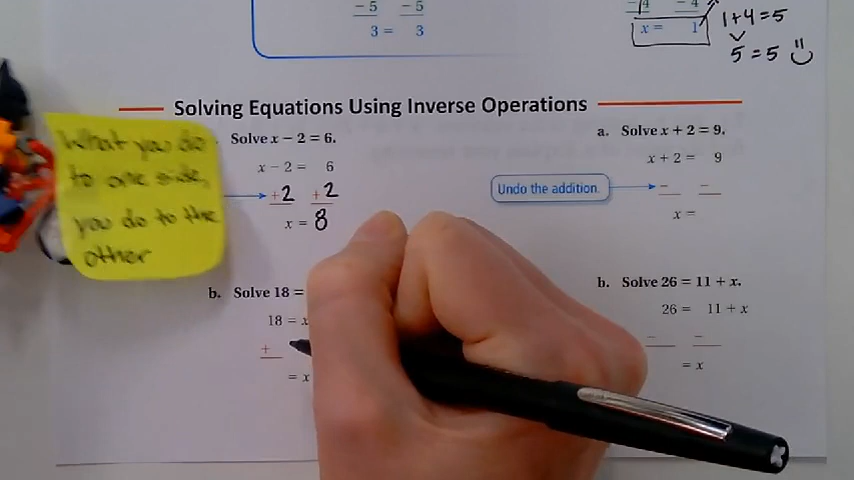 -5 -5
3 = 3
-4 -4
x = 1
1+4=5
5=5
Solving Equations Using Inverse Operations
What you do
to one side,
you do to the
other
Solve x − 2 = 6.
x − 2 = 6
+2 +2
x = 8
b. Solve 18 =
18 = x
+
= x
a. Solve x + 2 = 9.
x + 2 = 9
Undo the addition.
− −
x =
b. Solve 26 = 11 + x.
26 = 11 + x
− −
= x